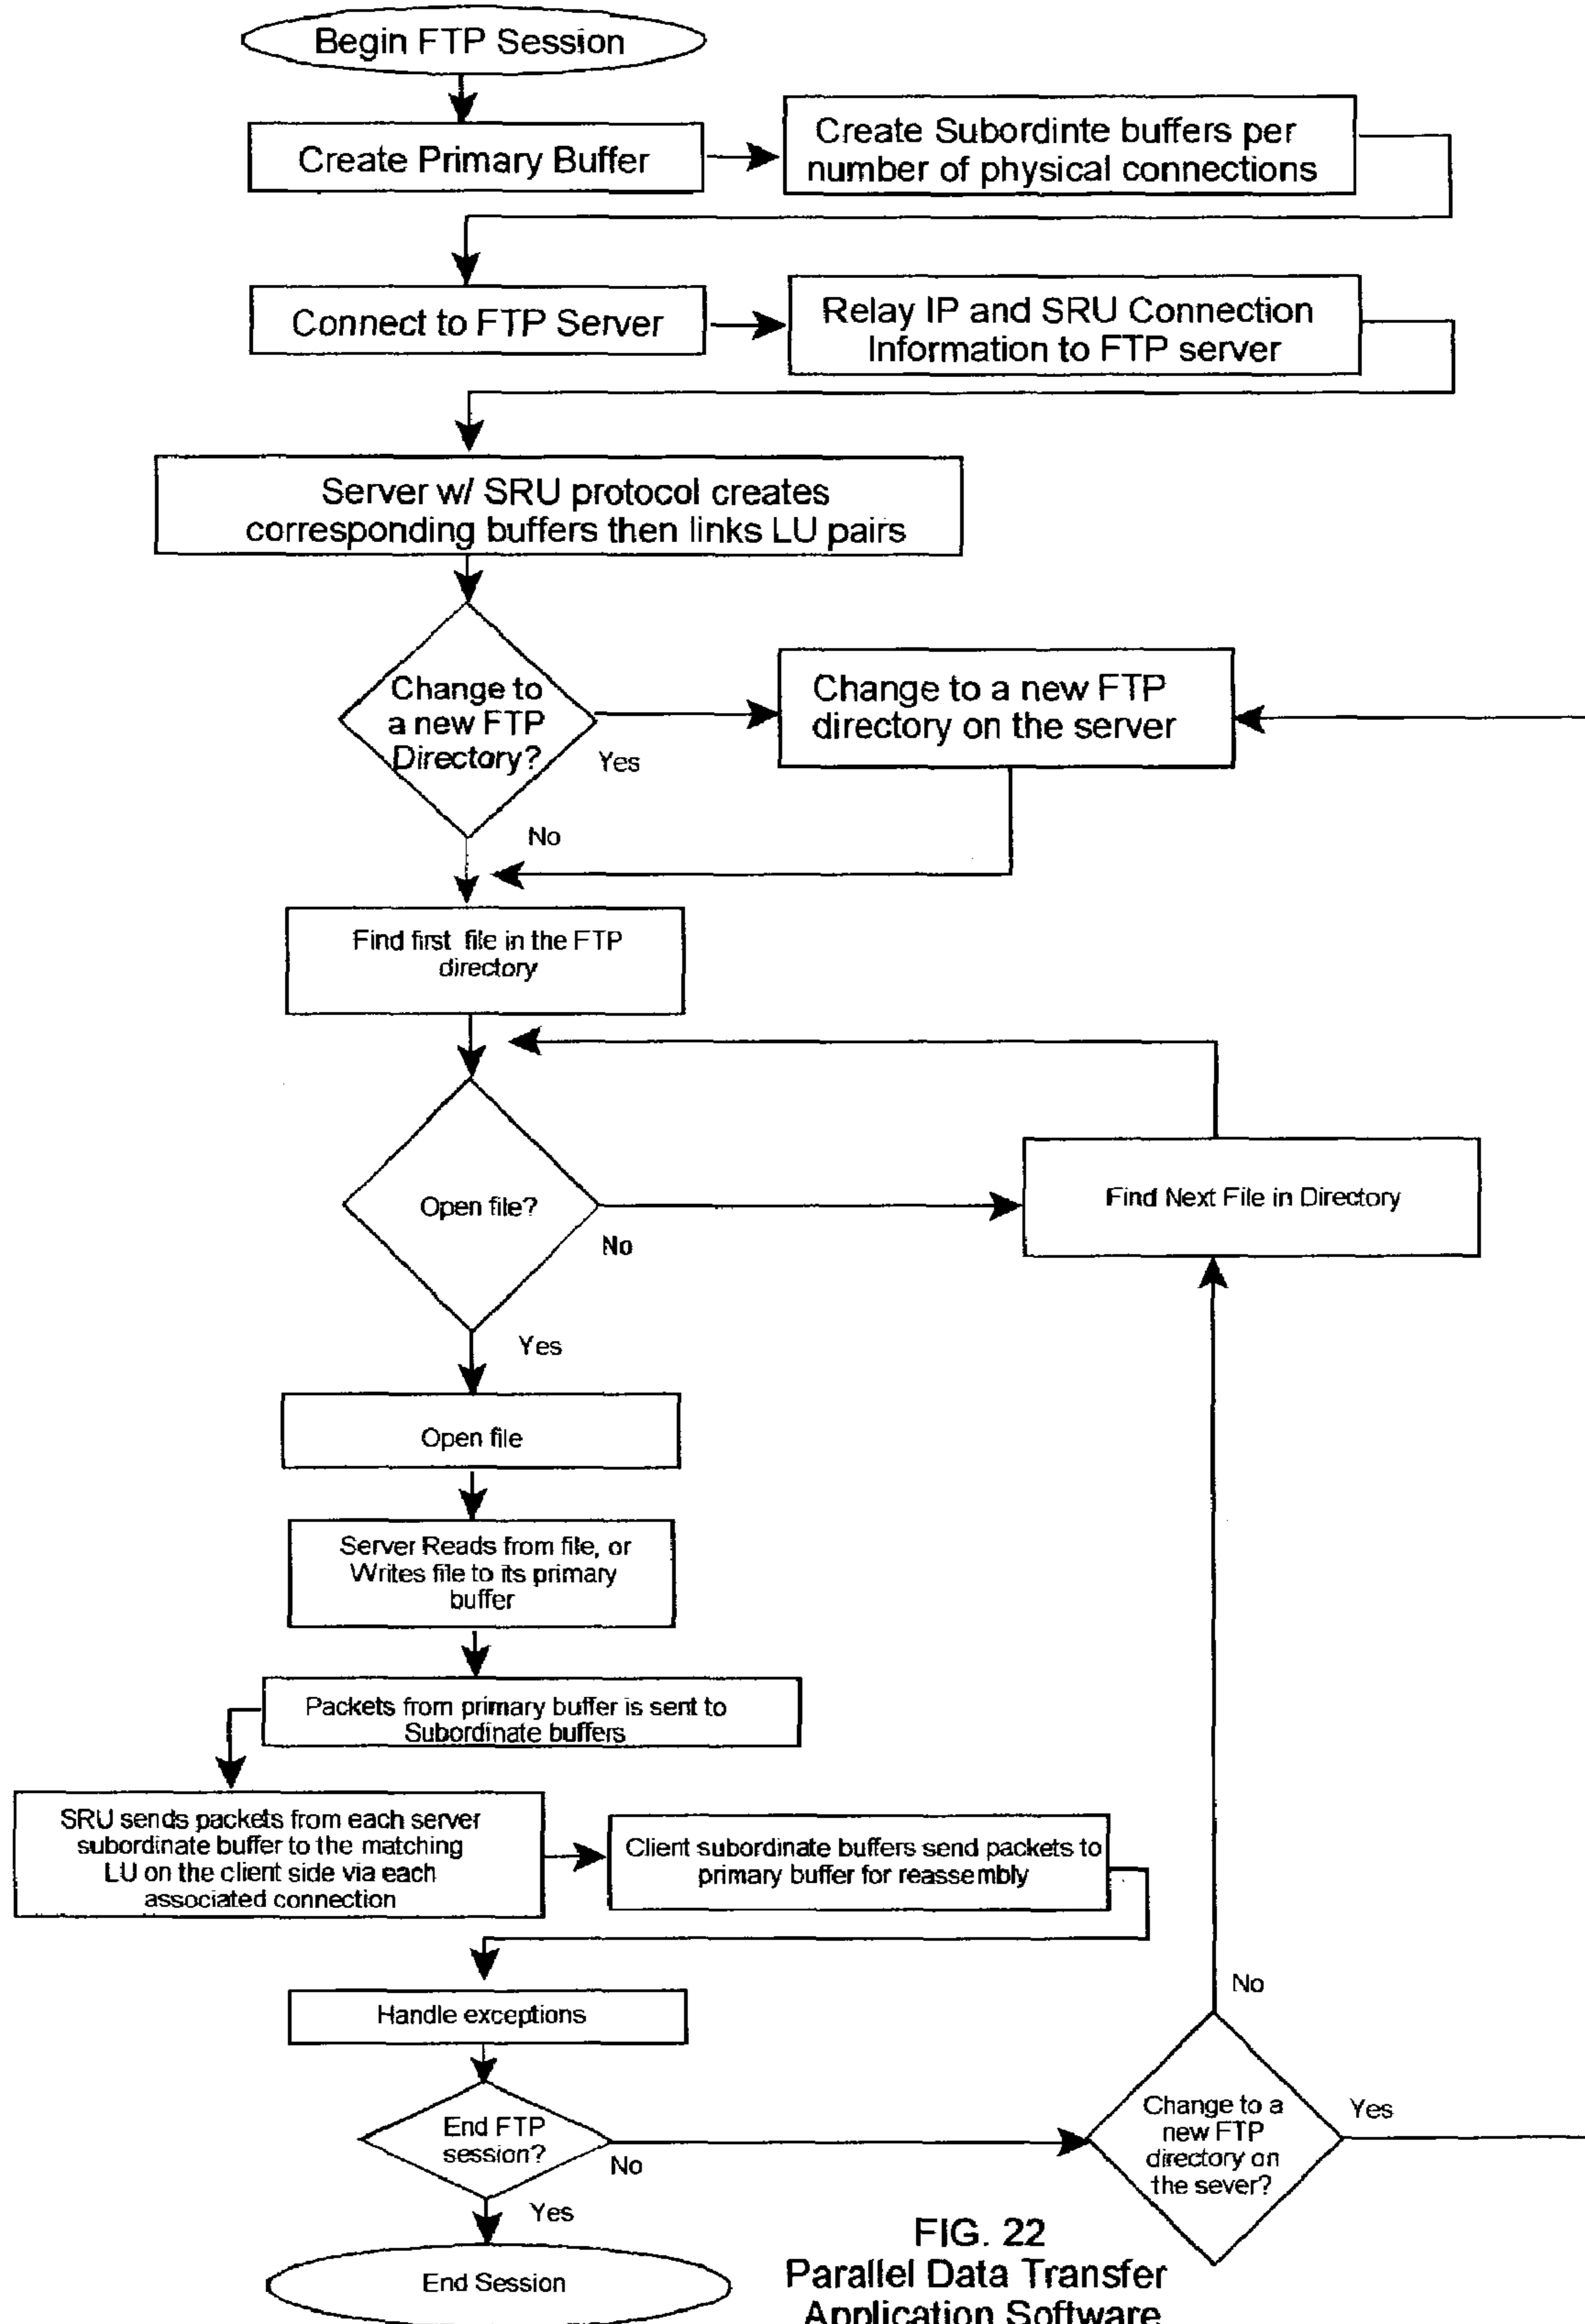 Begin FTP Session
Create Primary Buffer
Create Subordinte buffers per
number of physical connections
Connect to FTP Server
Relay IP and SRU Connection
Information to FTP server
Server w/ SRU protocol creates
corresponding buffers then links LU pairs
Change to
a new FTP
Directory?
Yes
Change to a new FTP
directory on the server
No
Find first file in the FTP
directory
Open file?
No
Find Next File in Directory
Yes
Open file
Server Reads from file, or
Writes file to its primary
buffer
Packets from primary buffer is sent to
Subordinate buffers
SRU sends packets from each server
subordinate buffer to the matching
LU on the client side via each
associated connection
Client subordinate buffers send packets to
primary buffer for reassembly
Handle exceptions
No
End FTP
session?
No
Change to a
new FTP
directory on
the sever?
Yes
Yes
End Session
FIG. 22
Parallel Data Transfer
Application Software